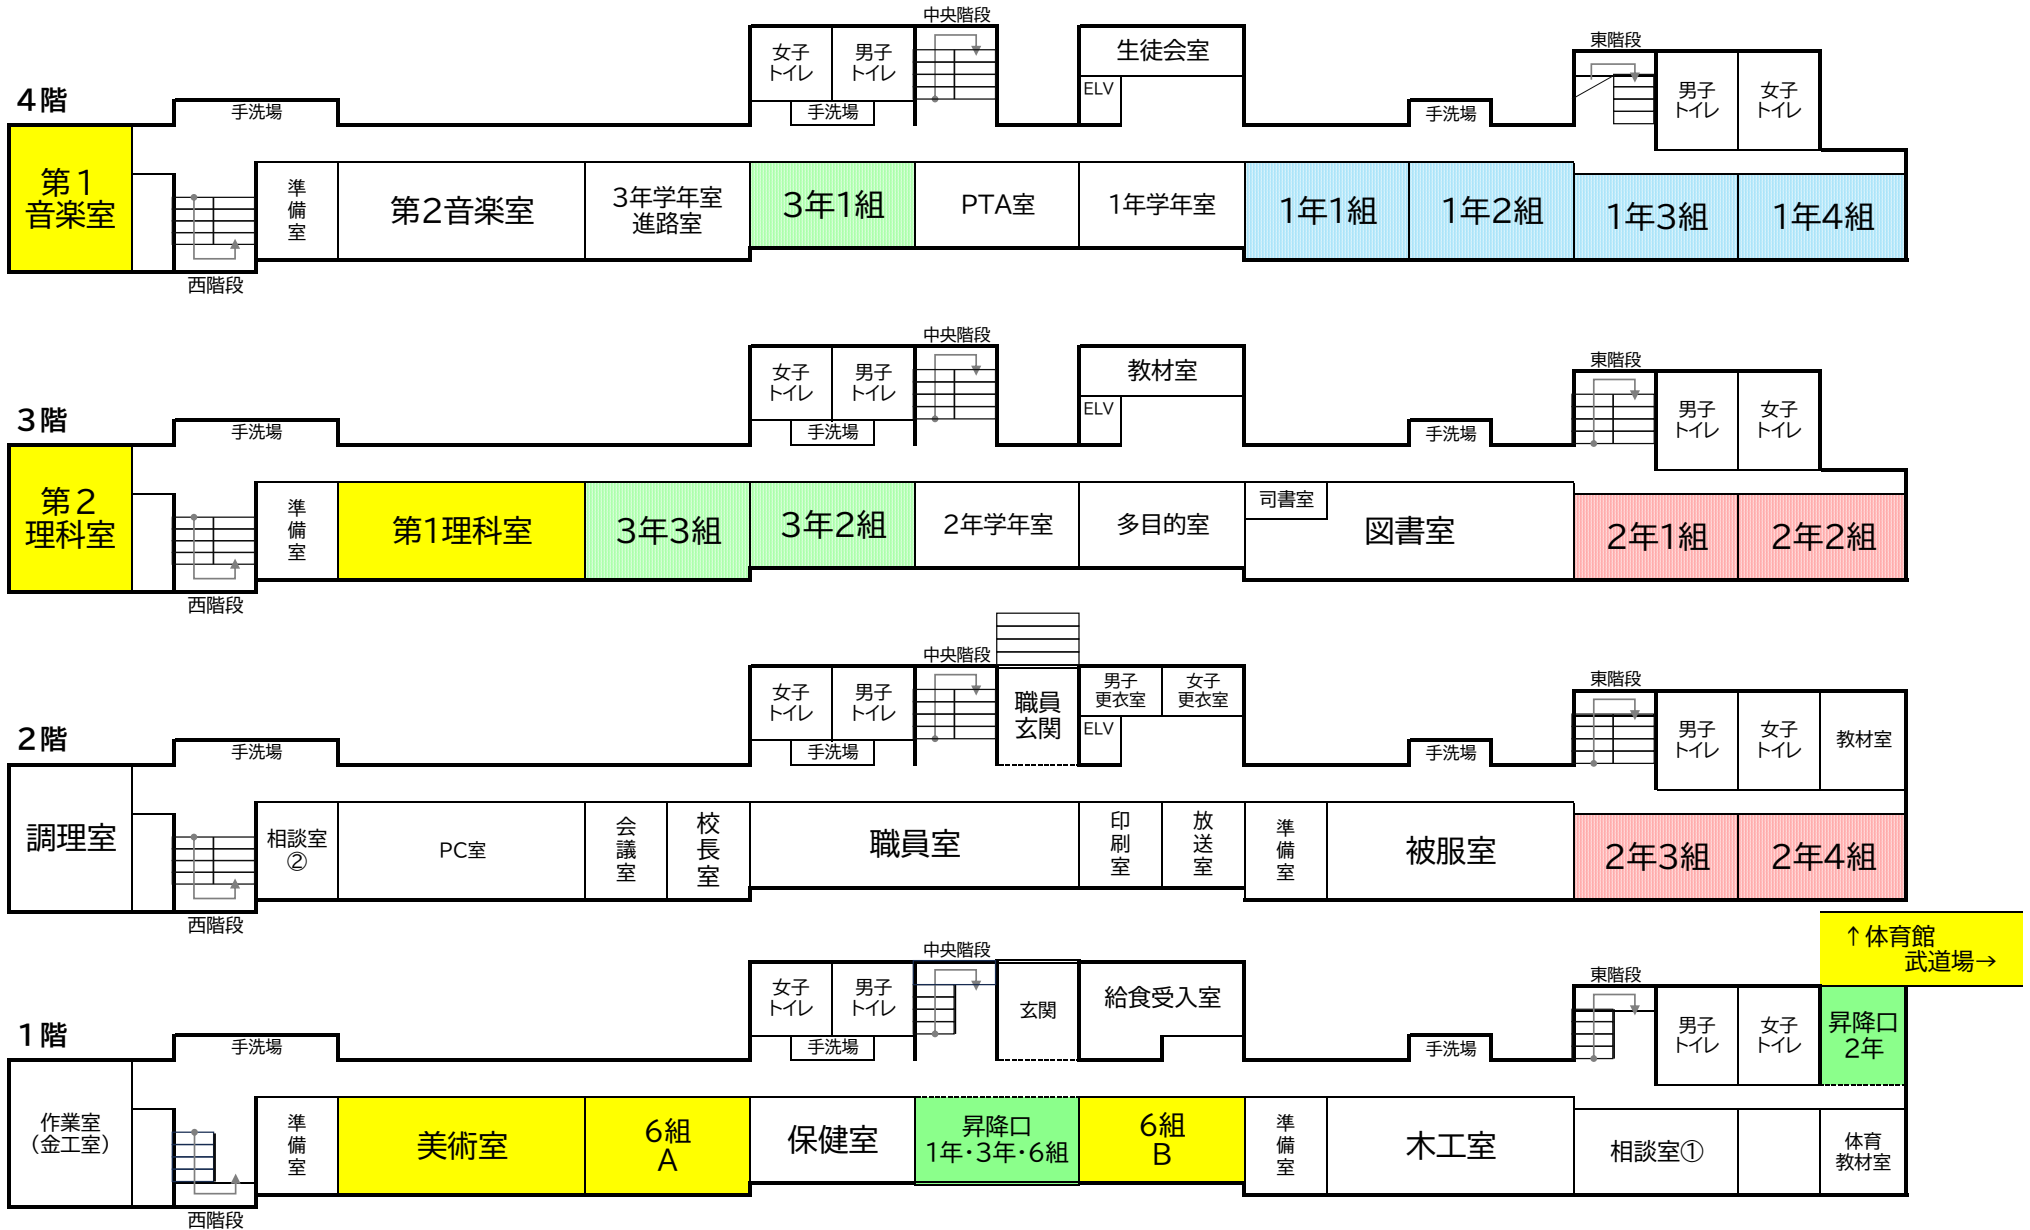 中央階段
女子
トイレ
男子
トイレ
手洗場
生徒会室
ELV
東階段
男子
トイレ
女子
トイレ
4階
手洗場
手洗場
第1
音楽室
準備室
第2音楽室
3年学年室
進路室
3年1組
PTA室
1年学年室
1年1組
1年2組
1年3組
1年4組
西階段
中央階段
女子
トイレ
男子
トイレ
手洗場
教材室
ELV
東階段
男子
トイレ
女子
トイレ
3階
手洗場
手洗場
第2
理科室
準備室
第1理科室
3年3組
3年2組
2年学年室
多目的室
司書室
図書室
2年1組
2年2組
西階段
中央階段
女子
トイレ
男子
トイレ
手洗場
職員
玄関
男子
更衣室
女子
更衣室
ELV
東階段
男子
トイレ
女子
トイレ
教材室
2階
手洗場
手洗場
調理室
相談室
②
PC室
会議室
校長室
職員室
印刷室
放送室
準備室
被服室
2年3組
2年4組
西階段
↑体育館
武道場→
中央階段
女子
トイレ
男子
トイレ
手洗場
玄関
給食受入室
東階段
男子
トイレ
女子
トイレ
昇降口
2年
1階
手洗場
手洗場
作業室
（金工室）
準備室
美術室
6組
A
保健室
昇降口
1年・3年・6組
6組
B
準備室
木工室
相談室①
体育
教材室
西階段